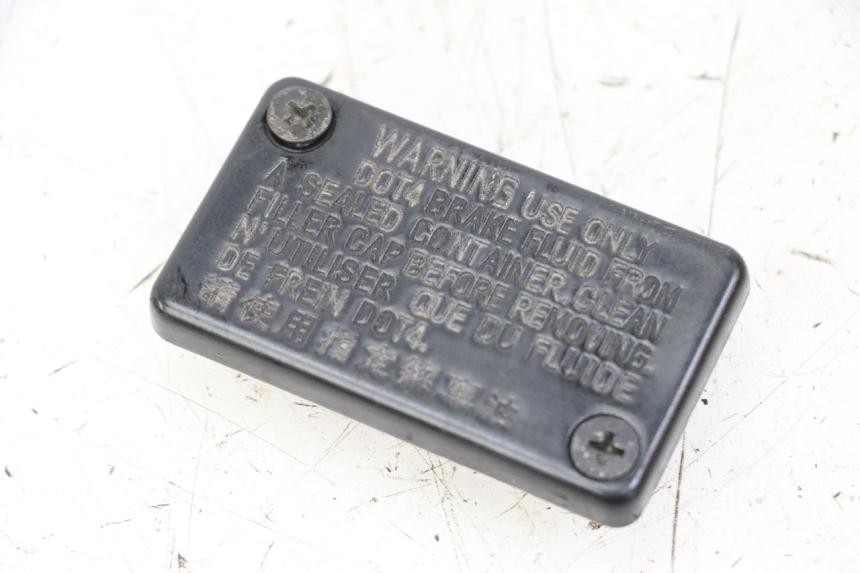 WARNING USE ONLY
DOT4 BRAKE FLUID FROM
A SEALED CONTAINER.CLEAN
FILLER CAP BEFORE REMOVING.
N'UTILISER QUE DU FLUIDE
DE FREIN DOT4.
請使用指定煞車油